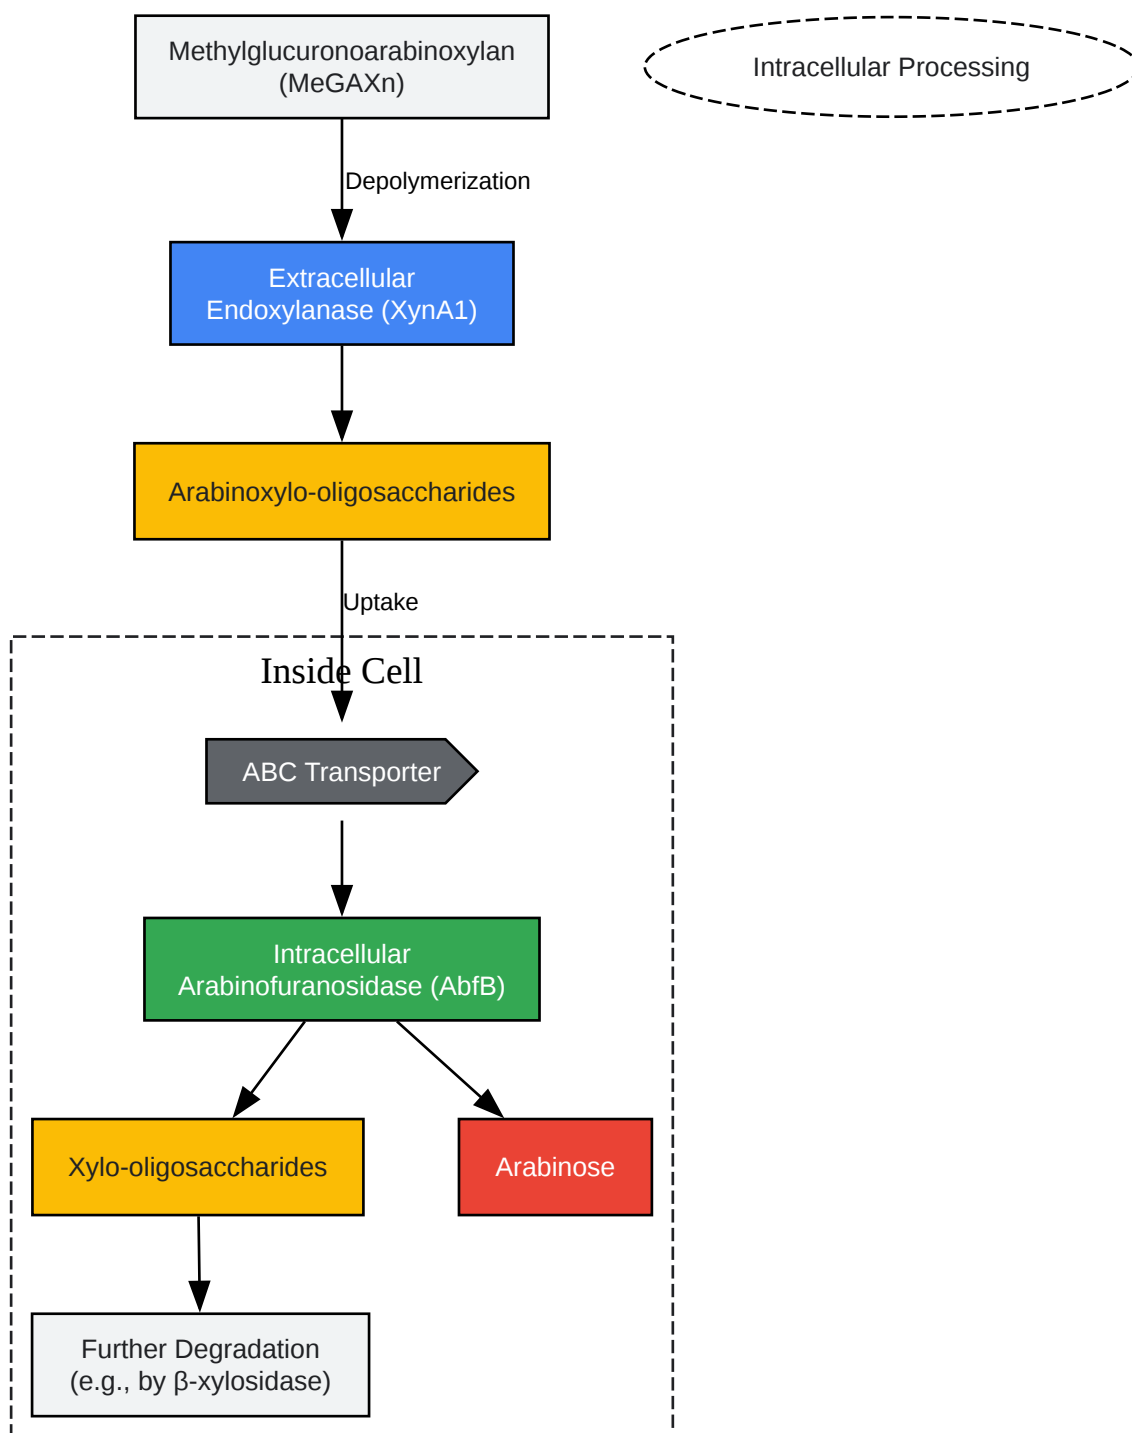 Methylglucuronoarabinoxylan
(MeGAXn)
Intracellular Processing
Depolymerization
Extracellular
Endoxylanase (XynA1)
Arabinoxylo-oligosaccharides
Uptake
Inside Cell
ABC Transporter
Intracellular
Arabinofuranosidase (AbfB)
Xylo-oligosaccharides
Arabinose
Further Degradation
(e.g., by β-xylosidase)